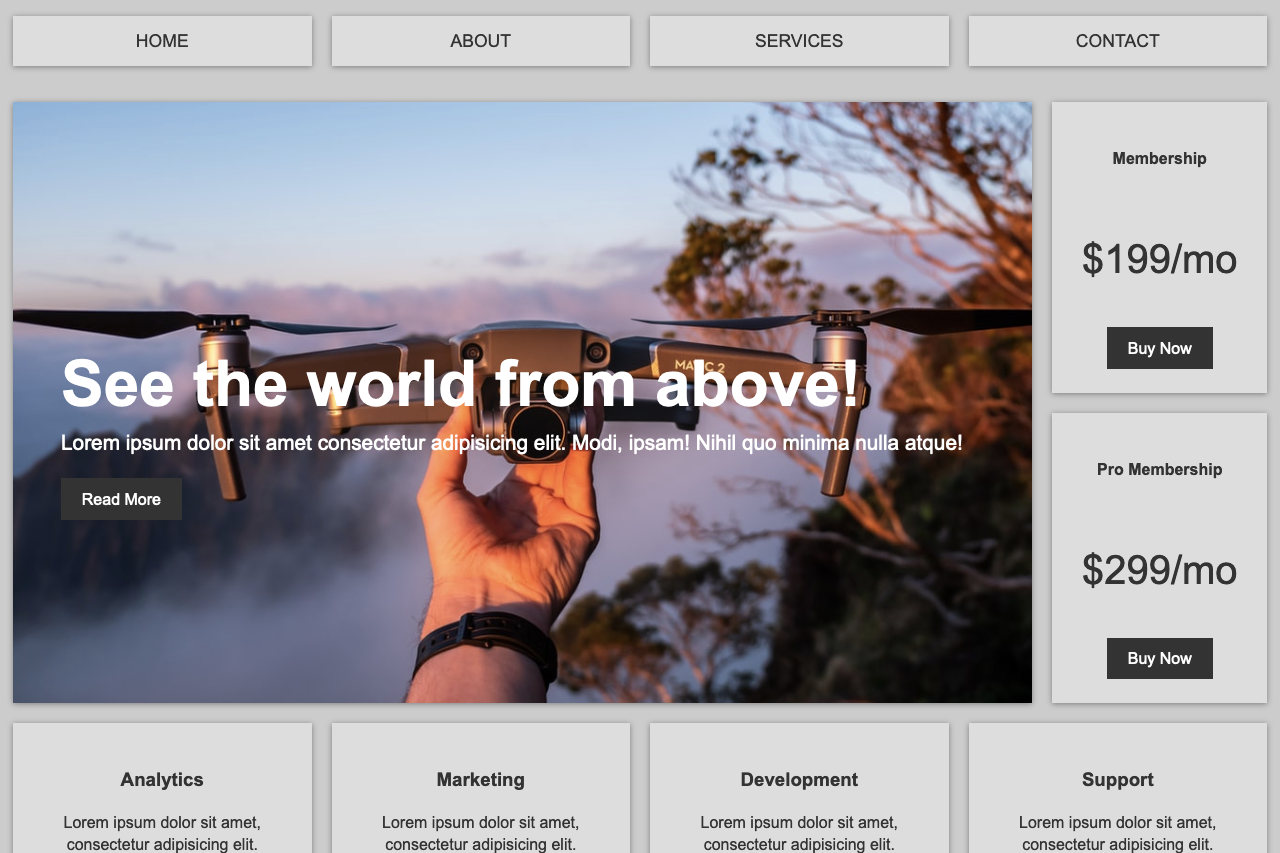 HOME
ABOUT
SERVICES
CONTACT
MAVIC 2
See the world from above!
Lorem ipsum dolor sit amet consectetur adipisicing elit. Modi, ipsam! Nihil quo minima nulla atque!
Read More
Membership
$199/mo
Buy Now
Pro Membership
$299/mo
Buy Now
Analytics
Lorem ipsum dolor sit amet,
consectetur adipisicing elit.
Marketing
Lorem ipsum dolor sit amet,
consectetur adipisicing elit.
Development
Lorem ipsum dolor sit amet,
consectetur adipisicing elit.
Support
Lorem ipsum dolor sit amet,
consectetur adipisicing elit.